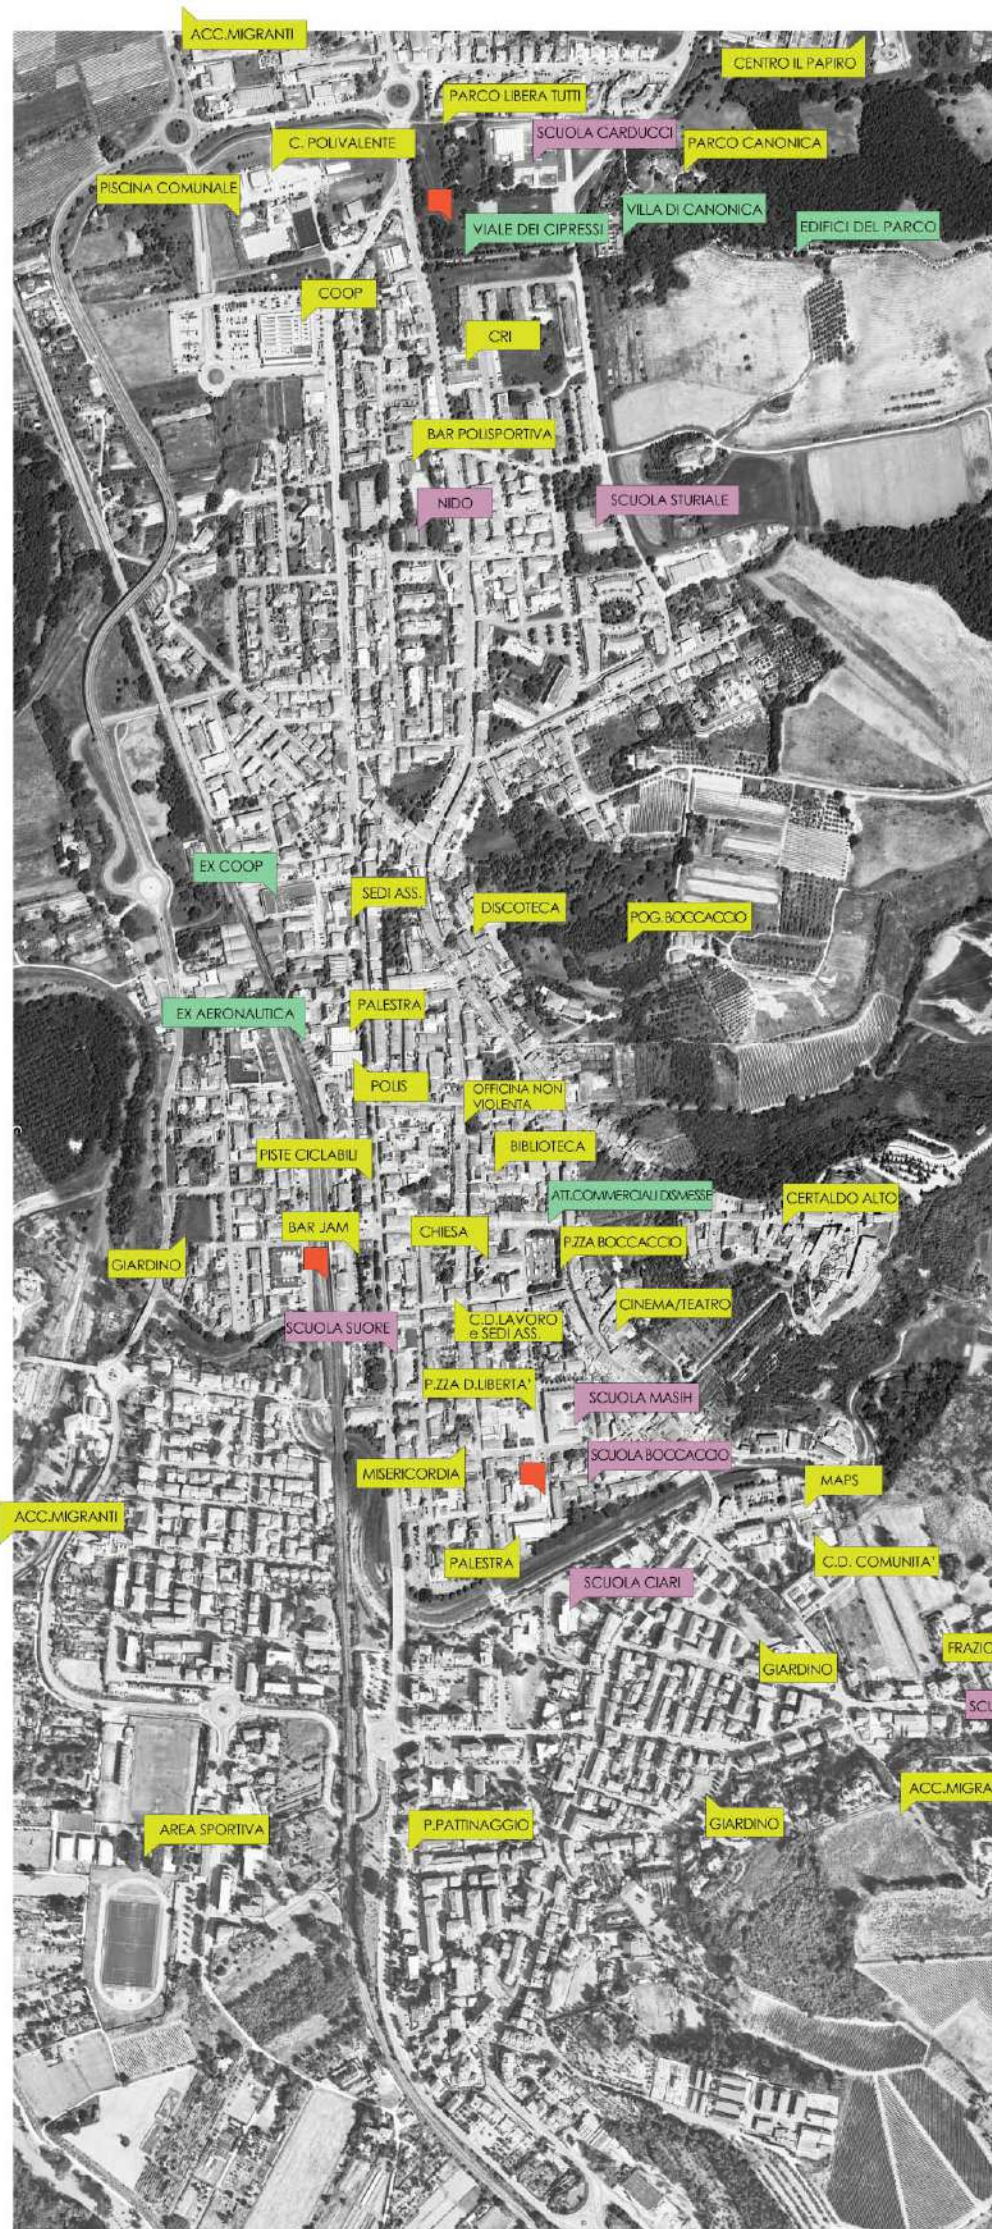 ACC.MIGRANTI
CENTRO IL PAPIRO
PARCO LIBERA TUTTI
SCUOLA CARDUCCI
C. POLIVALENTE
PARCO CANONICA
PISCINA COMUNALE
VILLA DI CANONICA
VIALE DEI CIPRESSI
EDIFICI DEL PARCO
COOP
CRI
BAR POLISPORTIVA
NIDO
SCUOLA STURIALE
EX COOP
SEDI ASS.
DISCOTECA
POG. BOCCACCIO
EX AERONAUTICA
PALESTRA
POLIS
OFFICINA NON
VIOLENTA
PISTE CICLABILI
BIBLIOTECA
ATT.COMMERCIALI DISMESSE
CERTALDO ALTO
BAR JAM
CHIESA
P.ZZA BOCCACCIO
GIARDINO
CINEMA/TEATRO
SCUOLA SUORE
C.D.LAVORO
e SEDI ASS.
P.ZZA D.LIBERTA'
SCUOLA MASIH
SCUOLA BOCCACCIO
MISERICORDIA
MAPS
ACC.MIGRANTI
PALESTRA
C.D. COMUNITA'
SCUOLA CIARI
FRAZIO
GIARDINO
SCU
ACC.MIGRA
AREA SPORTIVA
P.PATTINAGGIO
GIARDINO